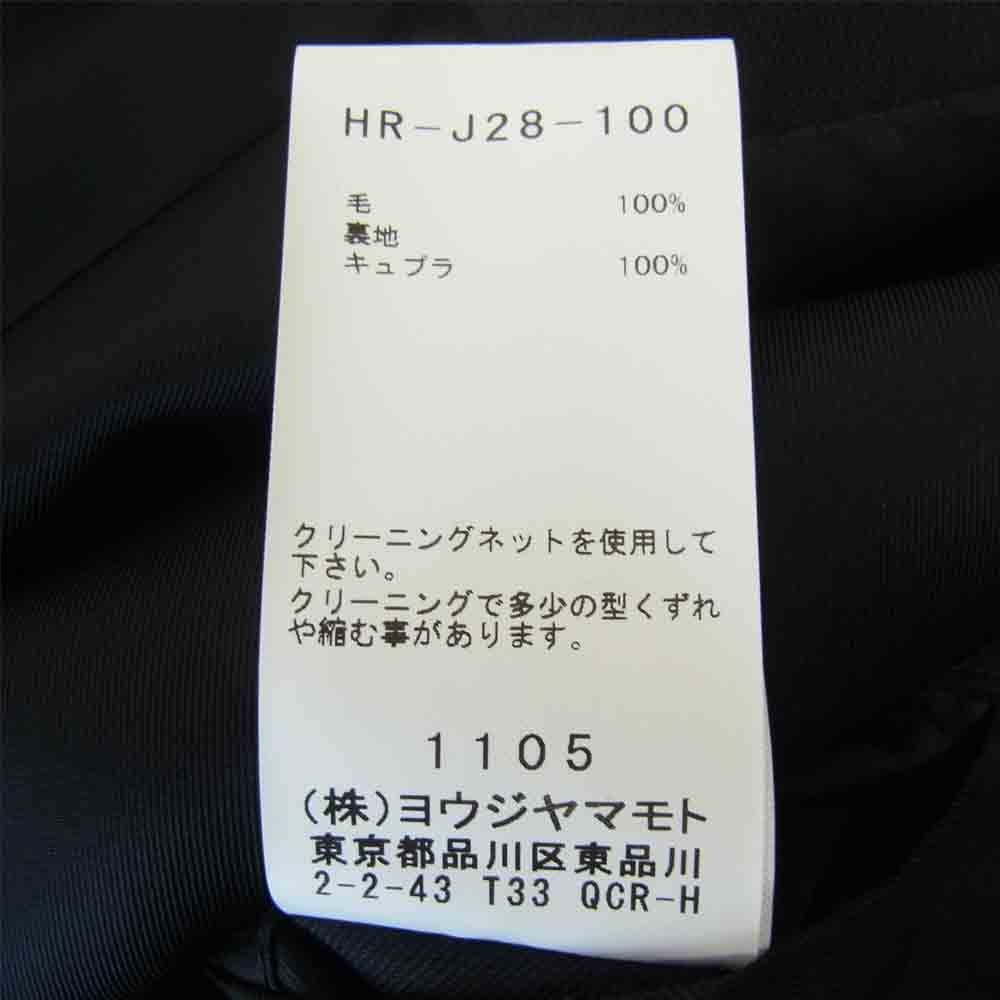 HR-J28-100
毛 100%
裏地
キュプラ 100%
クリーニングネットを使用して
下さい。
クリーニングで多少の型くずれ
や縮む事があります。
1105
(株)ヨウジヤマモト
東京都品川区東品川
2-2-43 T33 QCR-H